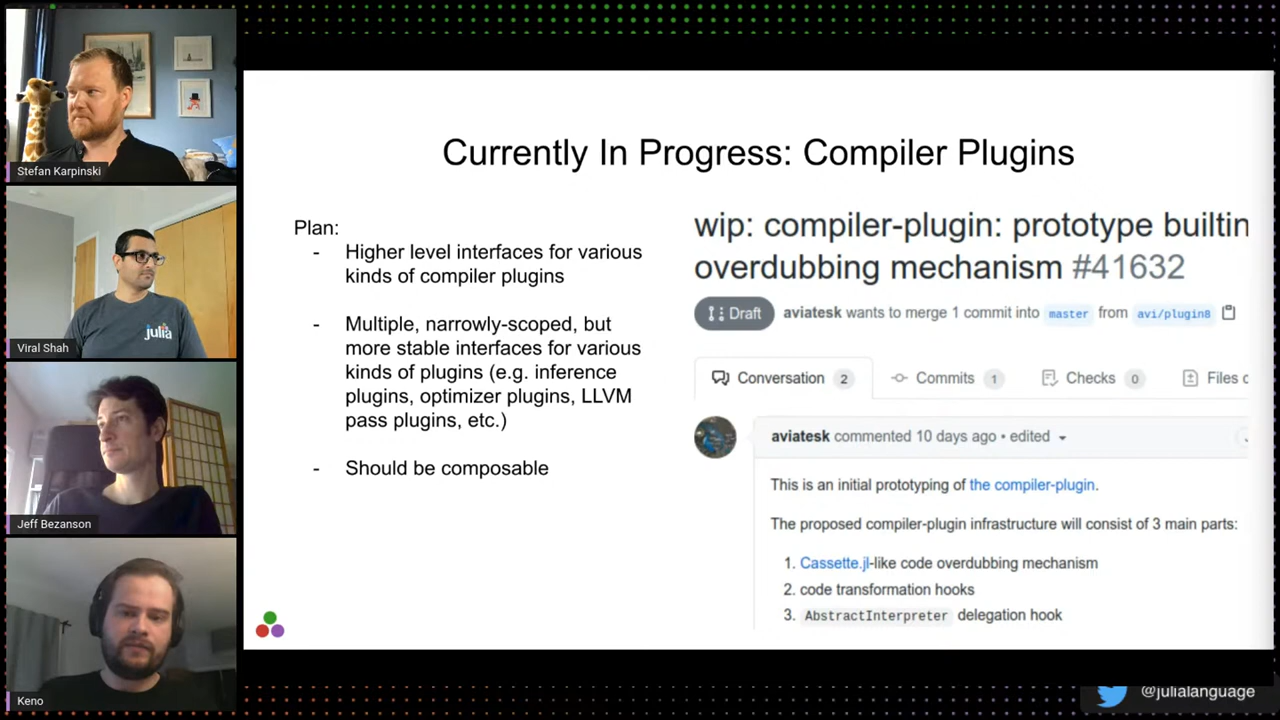 Stefan Karpinski
Viral Shah
julia
Jeff Bezanson
Keno
Currently In Progress: Compiler Plugins
Plan:
- Higher level interfaces for various
kinds of compiler plugins
- Multiple, narrowly-scoped, but
more stable interfaces for various
kinds of plugins (e.g. inference
plugins, optimizer plugins, LLVM
pass plugins, etc.)
- Should be composable
wip: compiler-plugin: prototype builtin
overdubbing mechanism #41632
Draft aviatesk wants to merge 1 commit into master from avi/plugin8
Conversation 2 Commits 1 Checks 0 Files c
aviatesk commented 10 days ago • edited
This is an initial prototyping of the compiler-plugin.
The proposed compiler-plugin infrastructure will consist of 3 main parts:
1. Cassette.jl-like code overdubbing mechanism
2. code transformation hooks
3. AbstractInterpreter delegation hook
@julialanguage